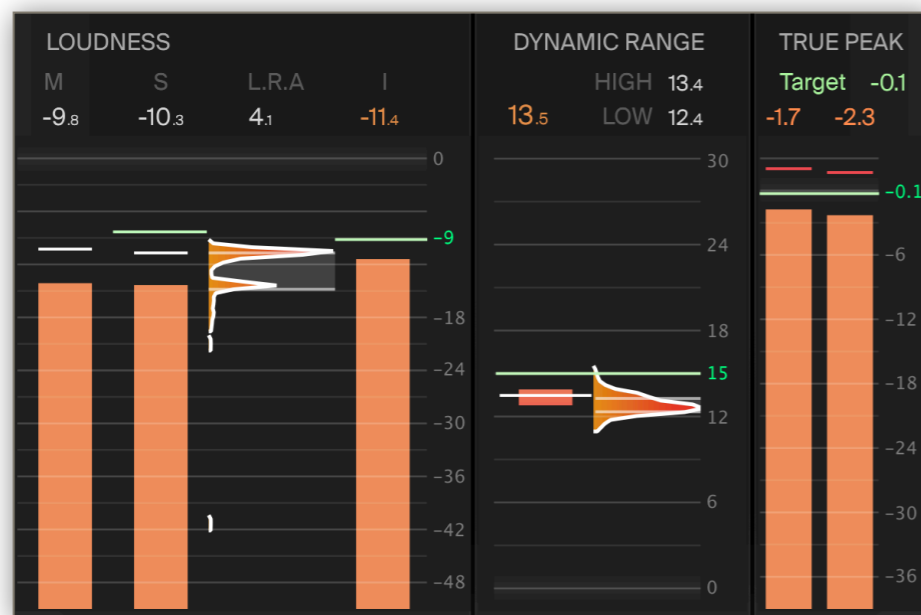 LOUDNESS
M S L.R.A I
-9.8 -10.3 4.1 -11.4
0
-9
-18
-24
-30
-36
-42
-48
DYNAMIC RANGE
HIGH 13.4
13.5 LOW 12.4
30
24
18
15
12
6
0
TRUE PEAK
Target -0.1
-1.7 -2.3
-0.1
-6
-12
-18
-24
-30
-36